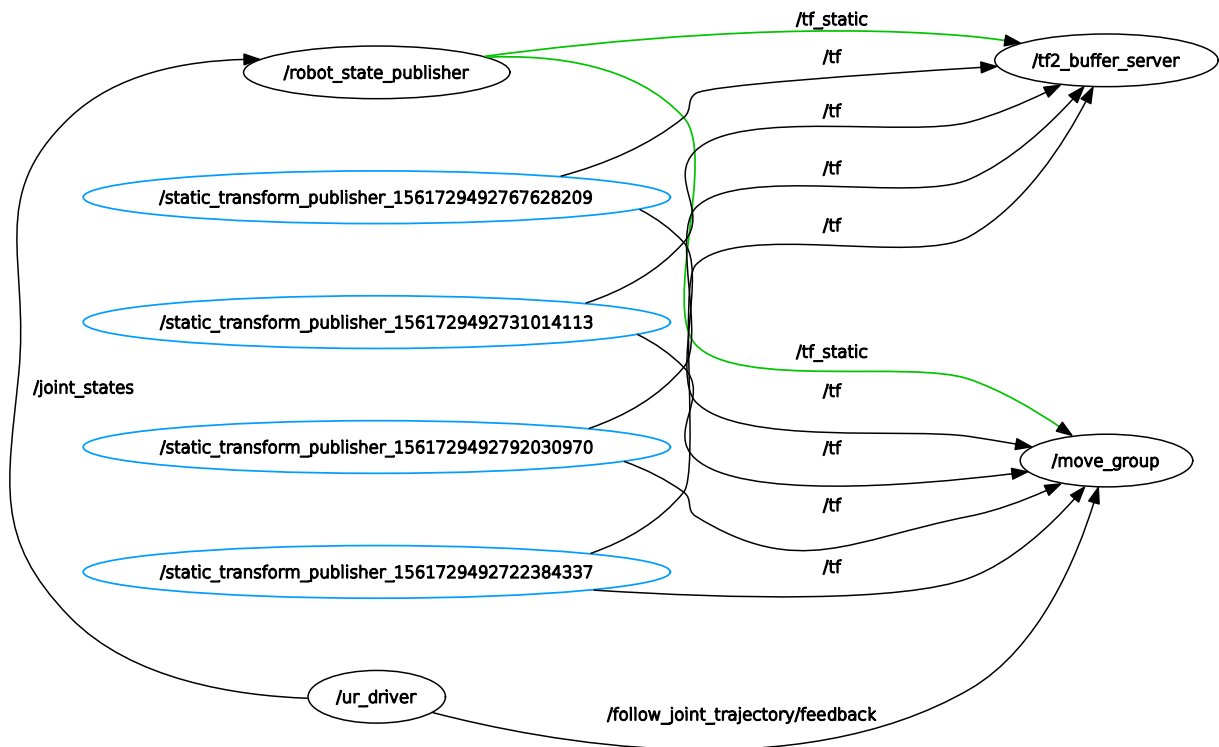 /tf_static
/robot_state_publisher
/tf2_buffer_server
/tf
/tf
/tf
/static_transform_publisher_1561729492767628209
/tf
/static_transform_publisher_1561729492731014113
/tf_static
/joint_states
/tf
/static_transform_publisher_1561729492792030970
/tf
/move_group
/tf
/static_transform_publisher_1561729492722384337
/tf
/ur_driver
/follow_joint_trajectory/feedback